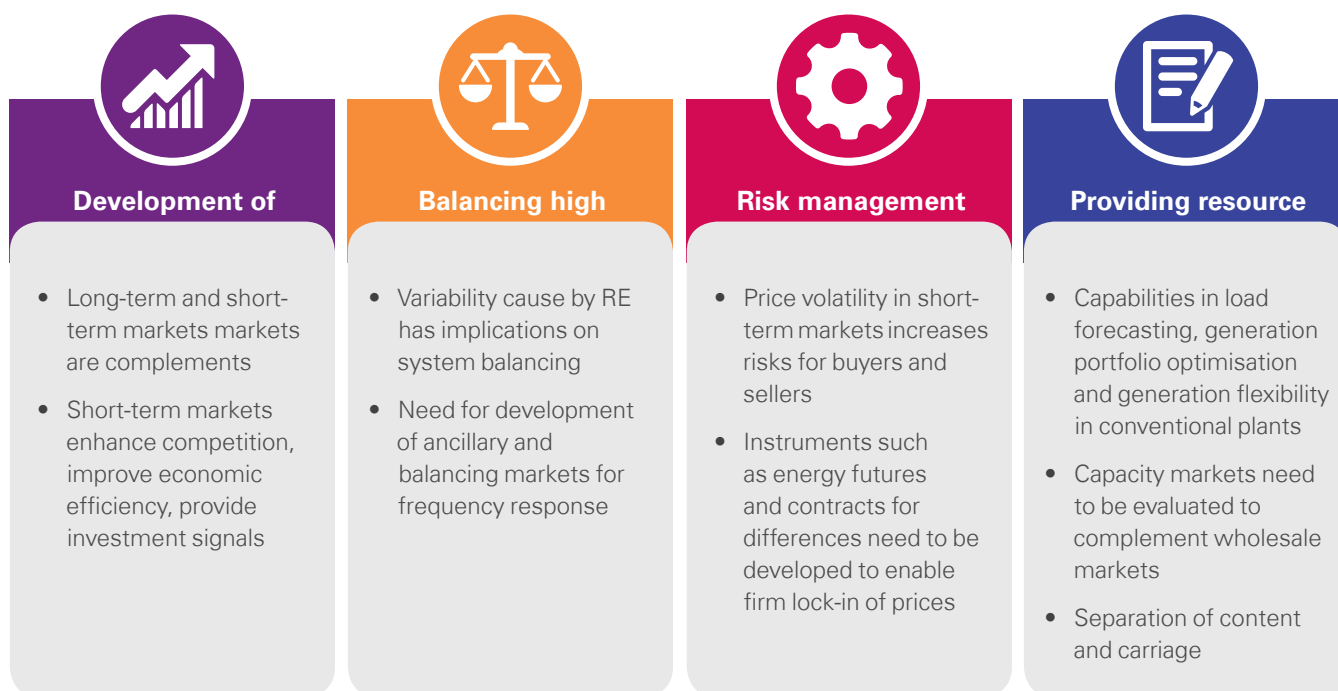 Development of
• Long-term and short-
term markets markets
are complements
• Short-term markets
enhance competition,
improve economic
efficiency, provide
investment signals
Balancing high
• Variability cause by RE
has implications on
system balancing
• Need for development
of ancillary and
balancing markets for
frequency response
Risk management
• Price volatility in short-
term markets increases
risks for buyers and
sellers
• Instruments such
as energy futures
and contracts for
differences need to be
developed to enable
firm lock-in of prices
Providing resource
• Capabilities in load
forecasting, generation
portfolio optimisation
and generation flexibility
in conventional plants
• Capacity markets need
to be evaluated to
complement wholesale
markets
• Separation of content
and carriage